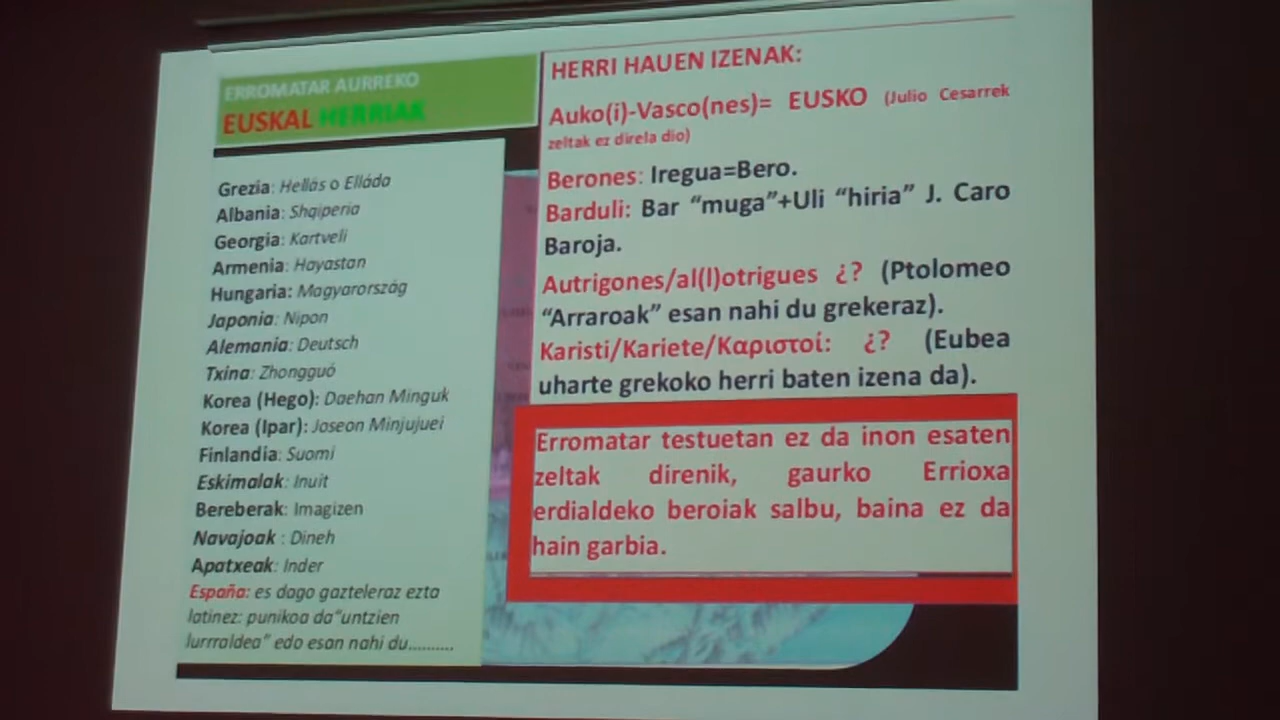 ERROMATAR AURREKO
EUSKAL HERRIAK
Grezia: Hellãs o Elláda
Albania: Shqiperia
Georgia: Kartveli
Armenia: Hayastan
Hungaria: Magyarország
Japonia: Nipon
Alemania: Deutsch
Txina: Zhongguó
Korea (Hego): Daehan Minguk
Korea (Ipar): Joseon Minjujuei
Finlandia: Suomi
Eskimalak: Inuit
Bereberak: Imagizen
Navajoak : Dineh
Apatxeak: Inder
España: es dago gazteleraz ezta
latinez: punikoa da“untzien
lurrraldea” edo esan nahi du..........
HERRI HAUEN IZENAK:
Auko(i)-Vasco(nes)= EUSKO (Julio Cesarrek
zeltak ez direla dio)
Berones: Iregua=Bero.
Barduli: Bar “muga”+Uli “hiria” J. Caro
Baroja.
Autrigones/al(l)otrigues ¿? (Ptolomeo
“Arraroak” esan nahi du grekeraz).
Karisti/Kariete/Καριστοί: ¿? (Eubea
uharte grekoko herri baten izena da).
Erromatar testuetan ez da inon esaten
zeltak direnik, gaurko Errioxa
erdialdeko beroiak salbu, baina ez da
hain garbia.